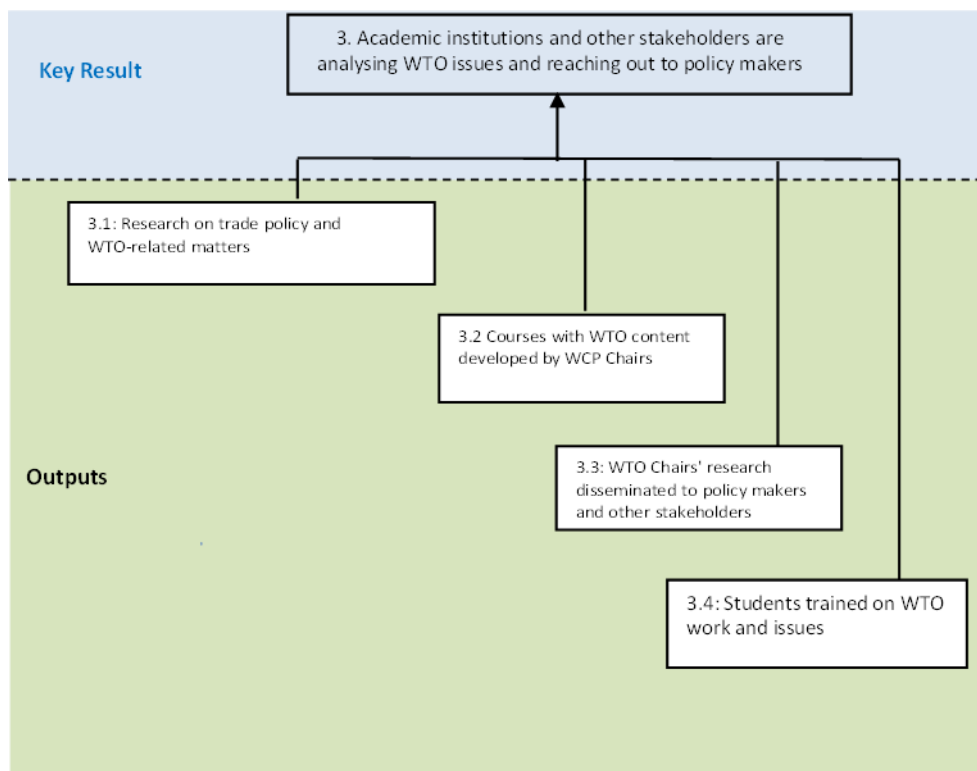 3. Academic institutions and other stakeholders are
analysing WTO issues and reaching out to policy makers
Key Result
3.1: Research on trade policy and
WTO-related matters
3.2 Courses with WTO content
developed by WCP Chairs
3.3: WTO Chairs' research
disseminated to policy makers
and other stakeholders
Outputs
3.4: Students trained on WTO
work and issues